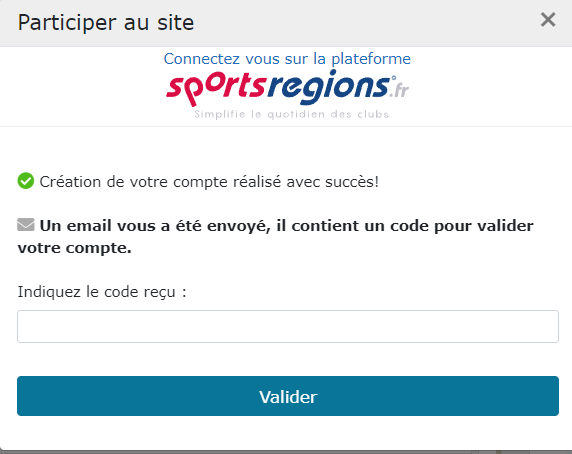 Participer au site
Connectez vous sur la plateforme
sportsregions.fr
Simplifie le quotidien des clubs
Création de votre compte réalisé avec succès!
Un email vous a été envoyé, il contient un code pour valider
votre compte.
Indiquez le code reçu :
Valider